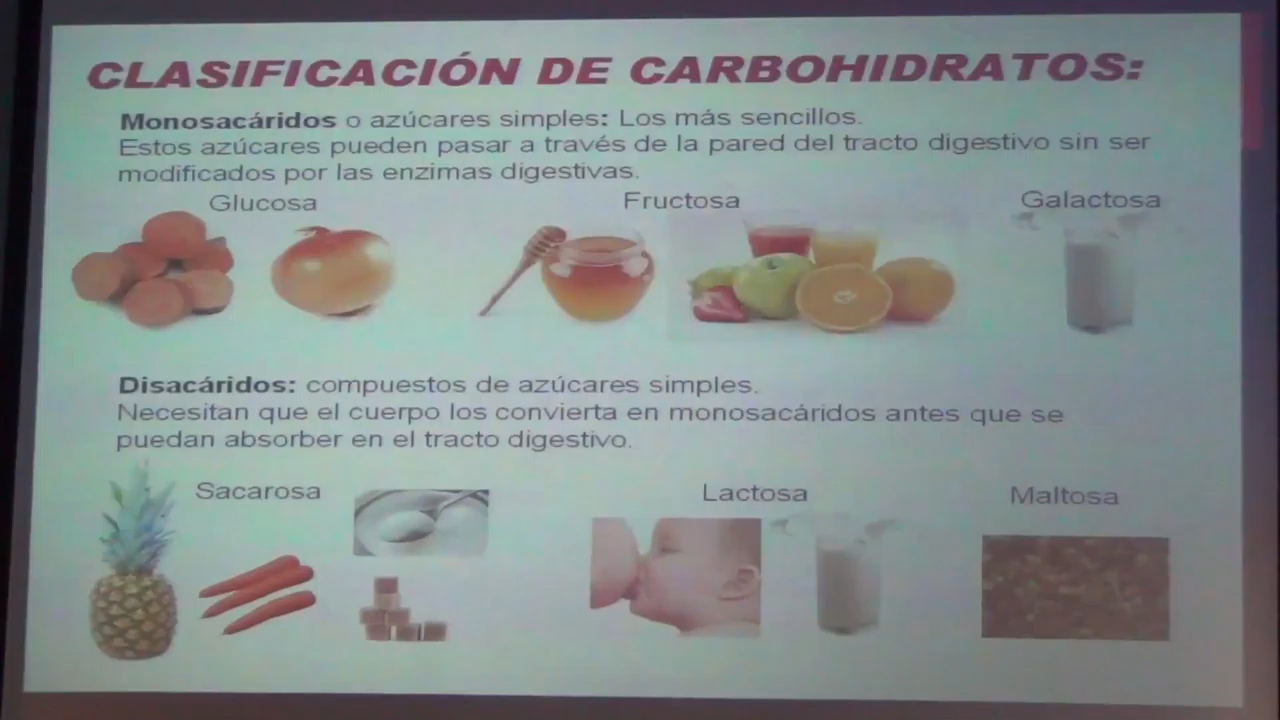 CLASIFICACIÓN DE CARBOHIDRATOS:
Monosacáridos o azúcares simples: Los más sencillos.
Estos azúcares pueden pasar a través de la pared del tracto digestivo sin ser
modificados por las enzimas digestivas.
Glucosa Fructosa Galactosa
Disacáridos: compuestos de azúcares simples.
Necesitan que el cuerpo los convierta en monosacáridos antes que se
puedan absorber en el tracto digestivo.
Sacarosa Lactosa Maltosa